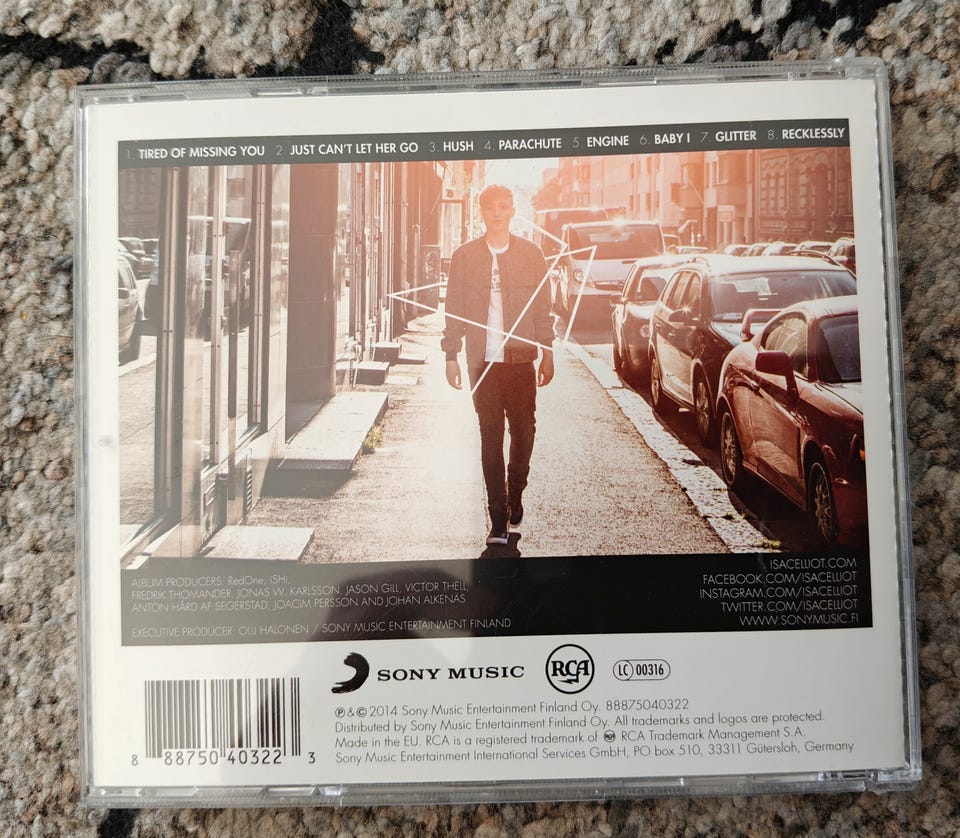 1. TIRED OF MISSING YOU 2. JUST CAN'T LET HER GO 3. HUSH 4. PARACHUTE 5. ENGINE 6. BABY I 7. GLITTER 8. RECKLESSLY
ALBUM PRODUCERS: RedOne, iSHi,
FREDRIK THOMANDER, JONAS W. KARLSSON, JASON GILL, VICTOR THELL,
ANTON HÅRD AF SEGERSTAD, JOACIM PERSSON AND JOHAN ALKENÄS
EXECUTIVE PRODUCER: OLLI HALONEN / SONY MUSIC ENTERTAINMENT FINLAND
ISACELLIOT.COM
FACEBOOK.COM/ISACELLIOT
INSTAGRAM.COM/ISACELLIOT
TWITTER.COM/ISACELLIOT
WWW.SONYMUSIC.FI
SONY MUSIC
RCA
LC 00316
℗ & © 2014 Sony Music Entertainment Finland Oy. 88875040322
Distributed by Sony Music Entertainment Finland Oy. All trademarks and logos are protected.
Made in the EU. RCA is a registered trademark of RCA RCA Trademark Management S.A.
Sony Music Entertainment International Services GmbH, PO box 510, 33311 Gütersloh, Germany
8 88750 40322 3